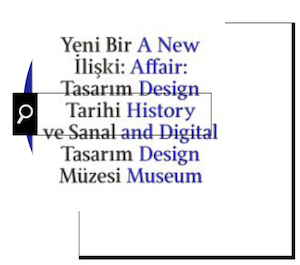 Yeni Bir A New
İlişki: Affair:
Tasarım Design
Tarihi History
ve Sanal and Digital
Tasarım Design
Müzesi Museum